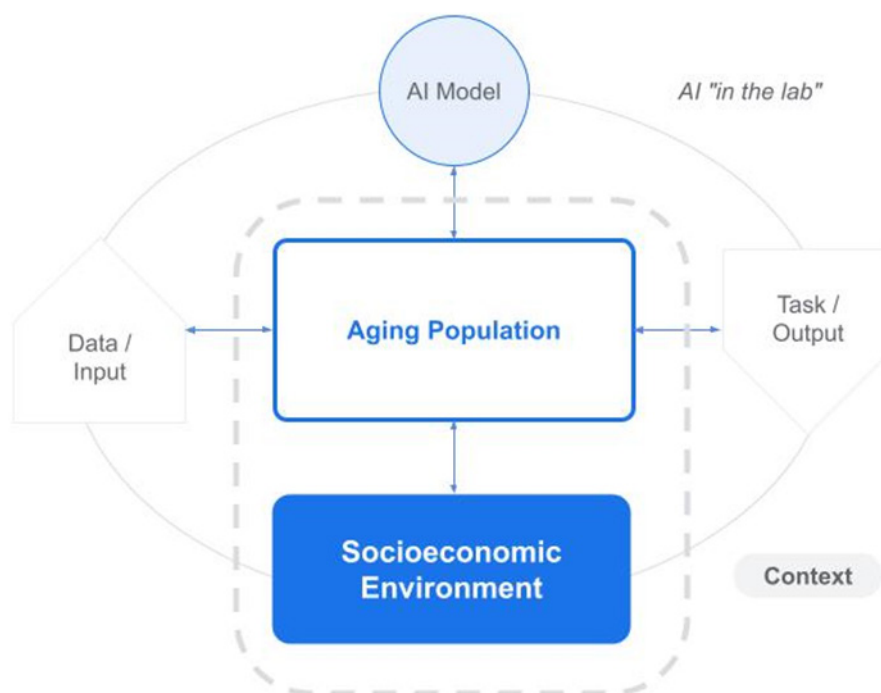 AI Model
AI "in the lab"
Aging Population
Data /
Input
Task /
Output
Socioeconomic
Environment
Context